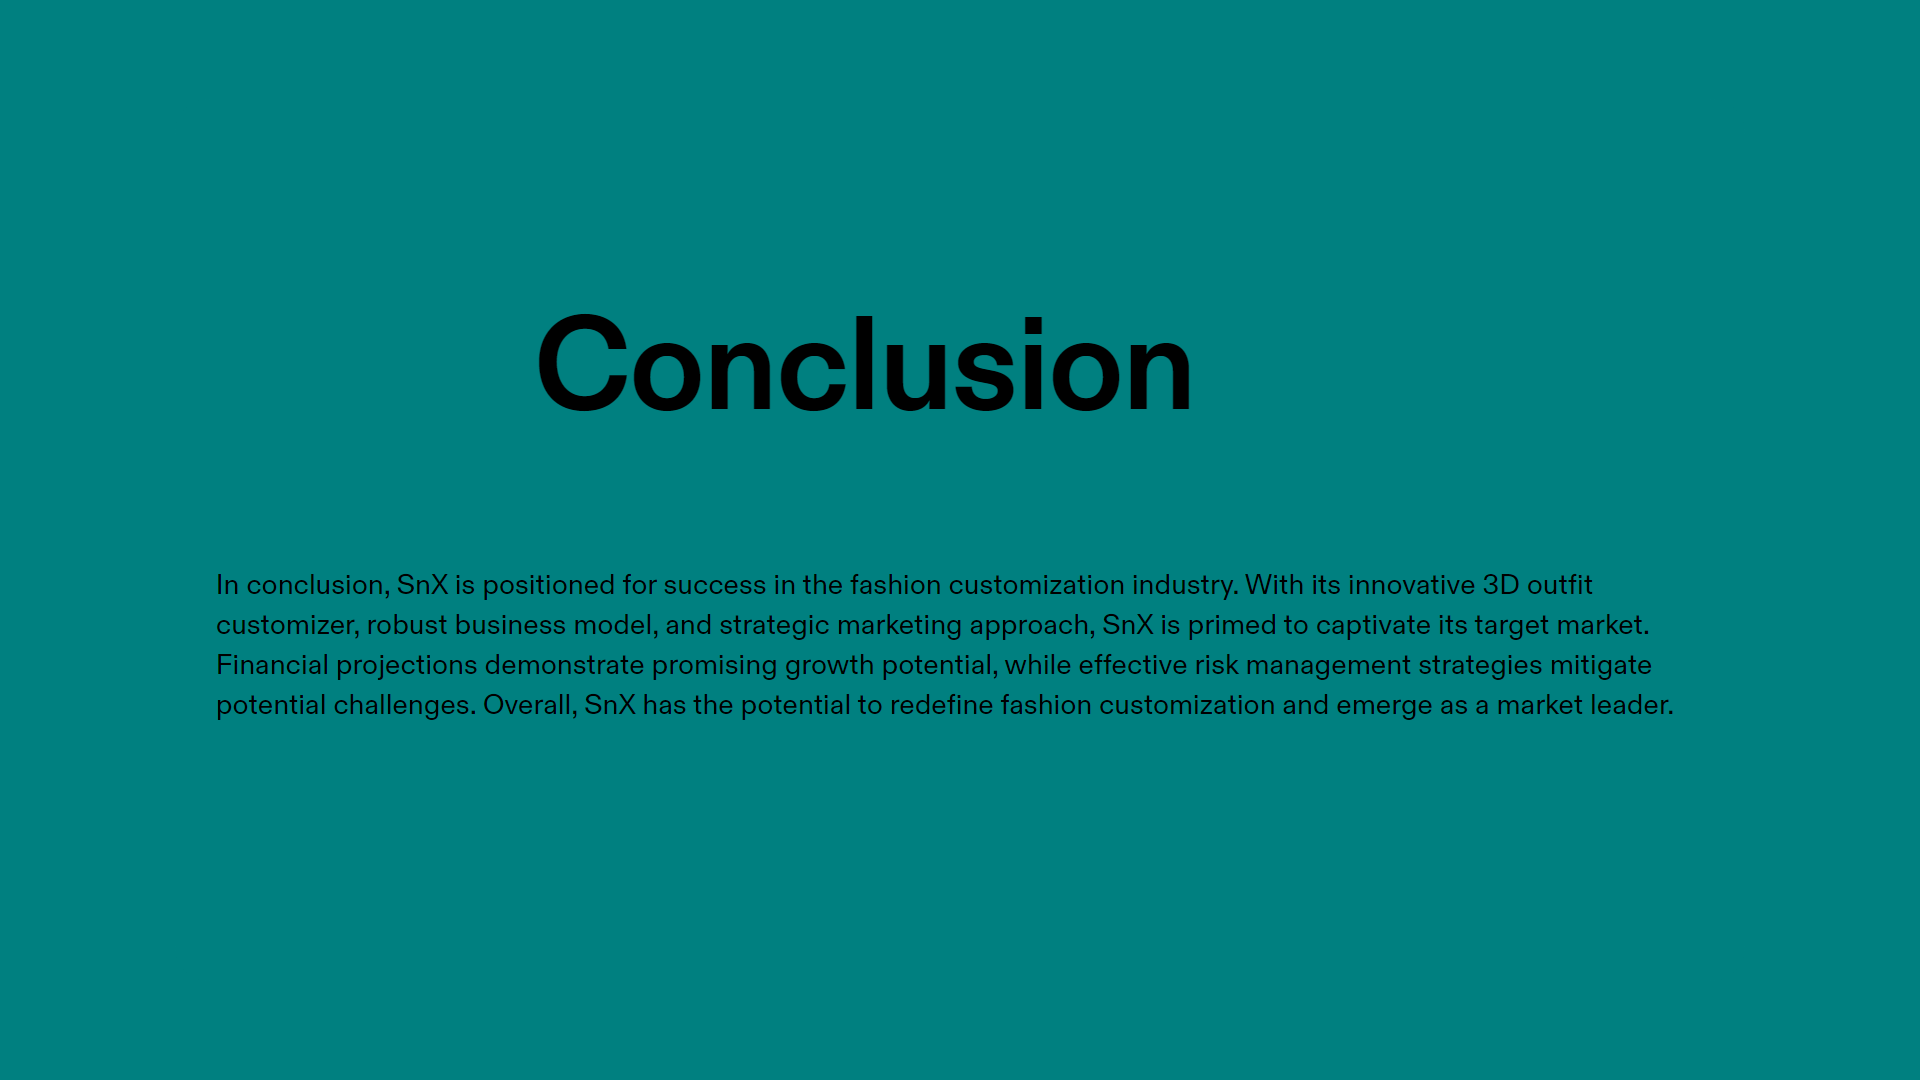 Conclusion
In conclusion, SnX is positioned for success in the fashion customization industry. With its innovative 3D outfit
customizer, robust business model, and strategic marketing approach, SnX is primed to captivate its target market.
Financial projections demonstrate promising growth potential, while effective risk management strategies mitigate
potential challenges. Overall, SnX has the potential to redefine fashion customization and emerge as a market leader.